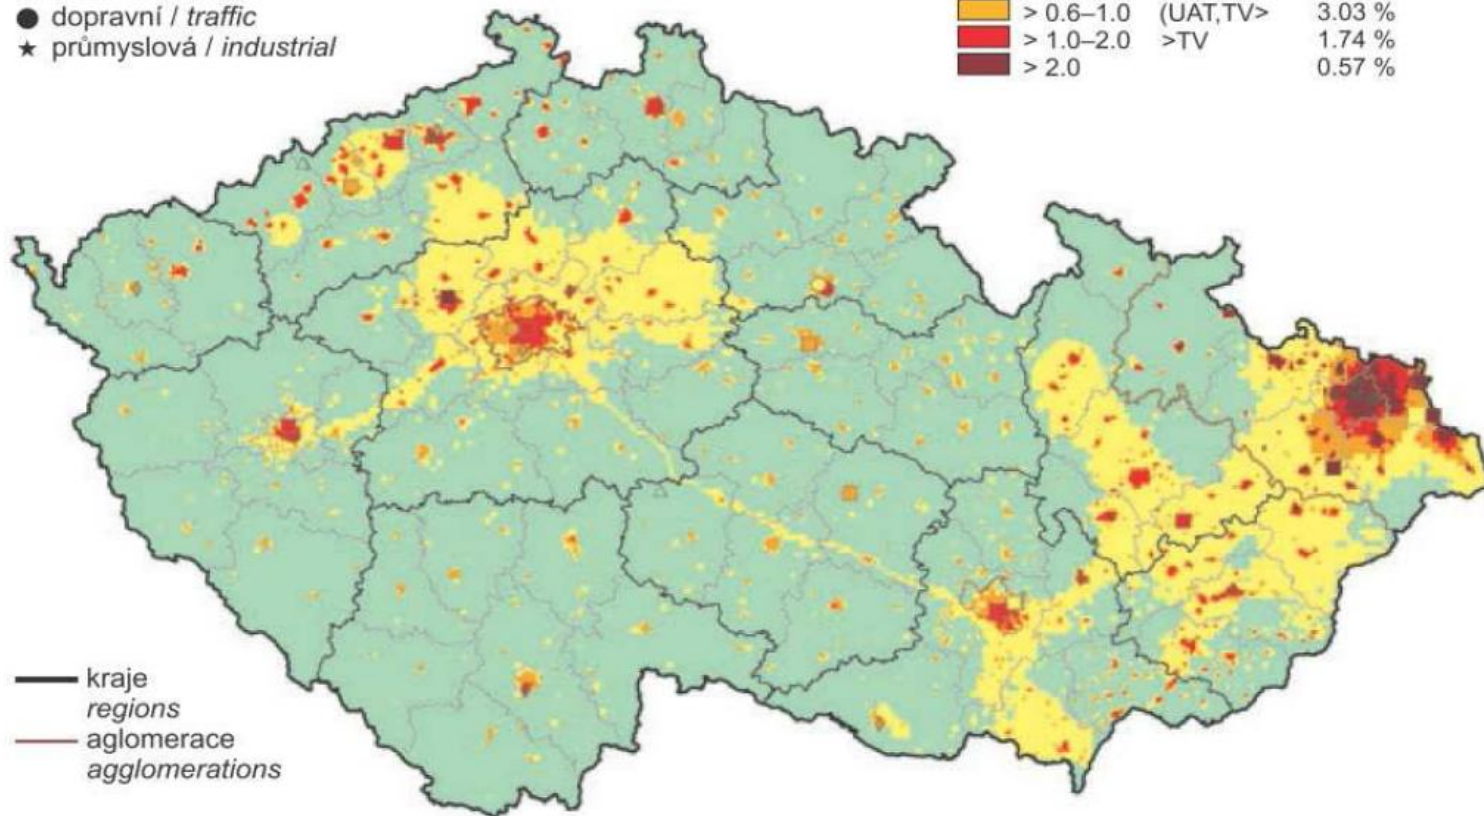 ● dopravní / traffic
★ průmyslová / industrial
> 0.6–1.0 (UAT,TV> 3.03 %
> 1.0–2.0 >TV 1.74 %
> 2.0 0.57 %
kraje
regions
aglomerace
agglomerations